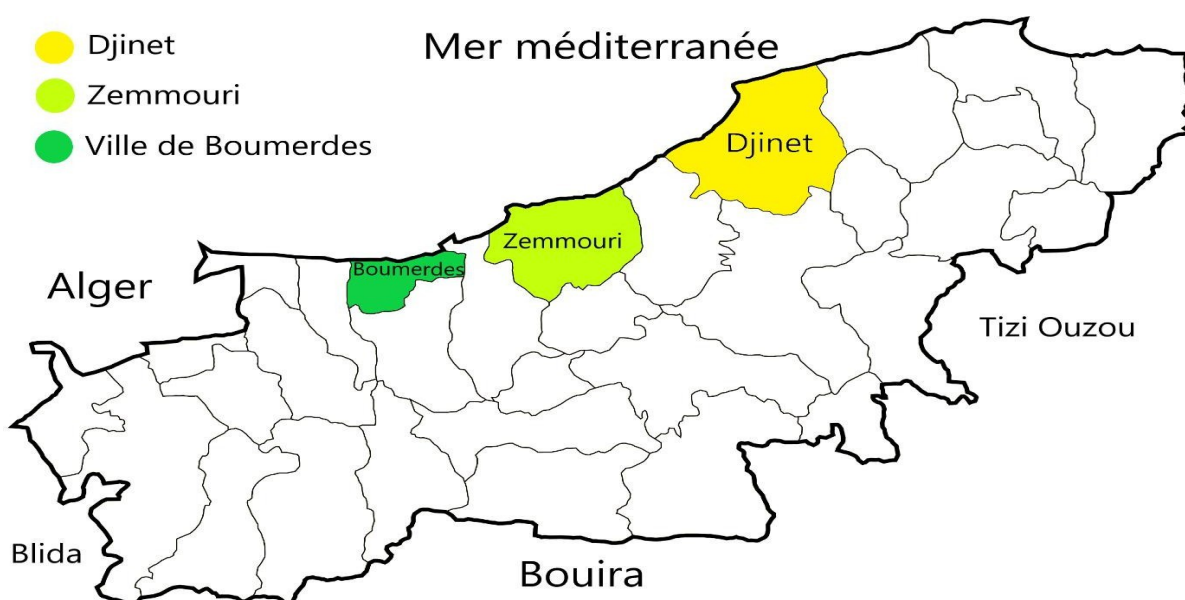 Djinet
Zemmouri
Ville de Boumerdes
Mer méditerranée
Djinet
Zemmouri
Boumerdes
Alger
Tizi Ouzou
Blida
Bouira